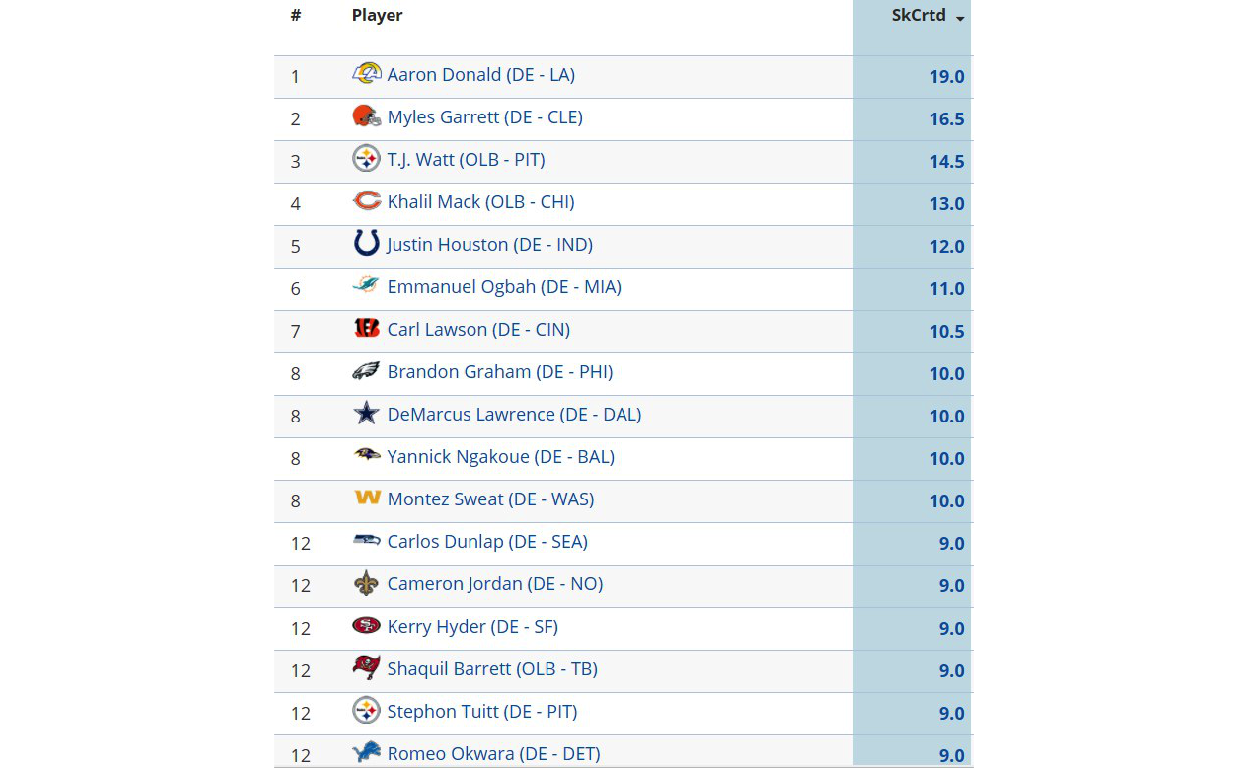 # Player SkCrtd
1 Aaron Donald (DE - LA) 19.0
2 Myles Garrett (DE - CLE) 16.5
3 T.J. Watt (OLB - PIT) 14.5
4 Khalil Mack (OLB - CHI) 13.0
5 Justin Houston (DE - IND) 12.0
6 Emmanuel Ogbah (DE - MIA) 11.0
7 Carl Lawson (DE - CIN) 10.5
8 Brandon Graham (DE - PHI) 10.0
8 DeMarcus Lawrence (DE - DAL) 10.0
8 Yannick Ngakoue (DE - BAL) 10.0
8 Montez Sweat (DE - WAS) 10.0
12 Carlos Dunlap (DE - SEA) 9.0
12 Cameron Jordan (DE - NO) 9.0
12 Kerry Hyder (DE - SF) 9.0
12 Shaquil Barrett (OLB - TB) 9.0
12 Stephon Tuitt (DE - PIT) 9.0
12 Romeo Okwara (DE - DET) 9.0